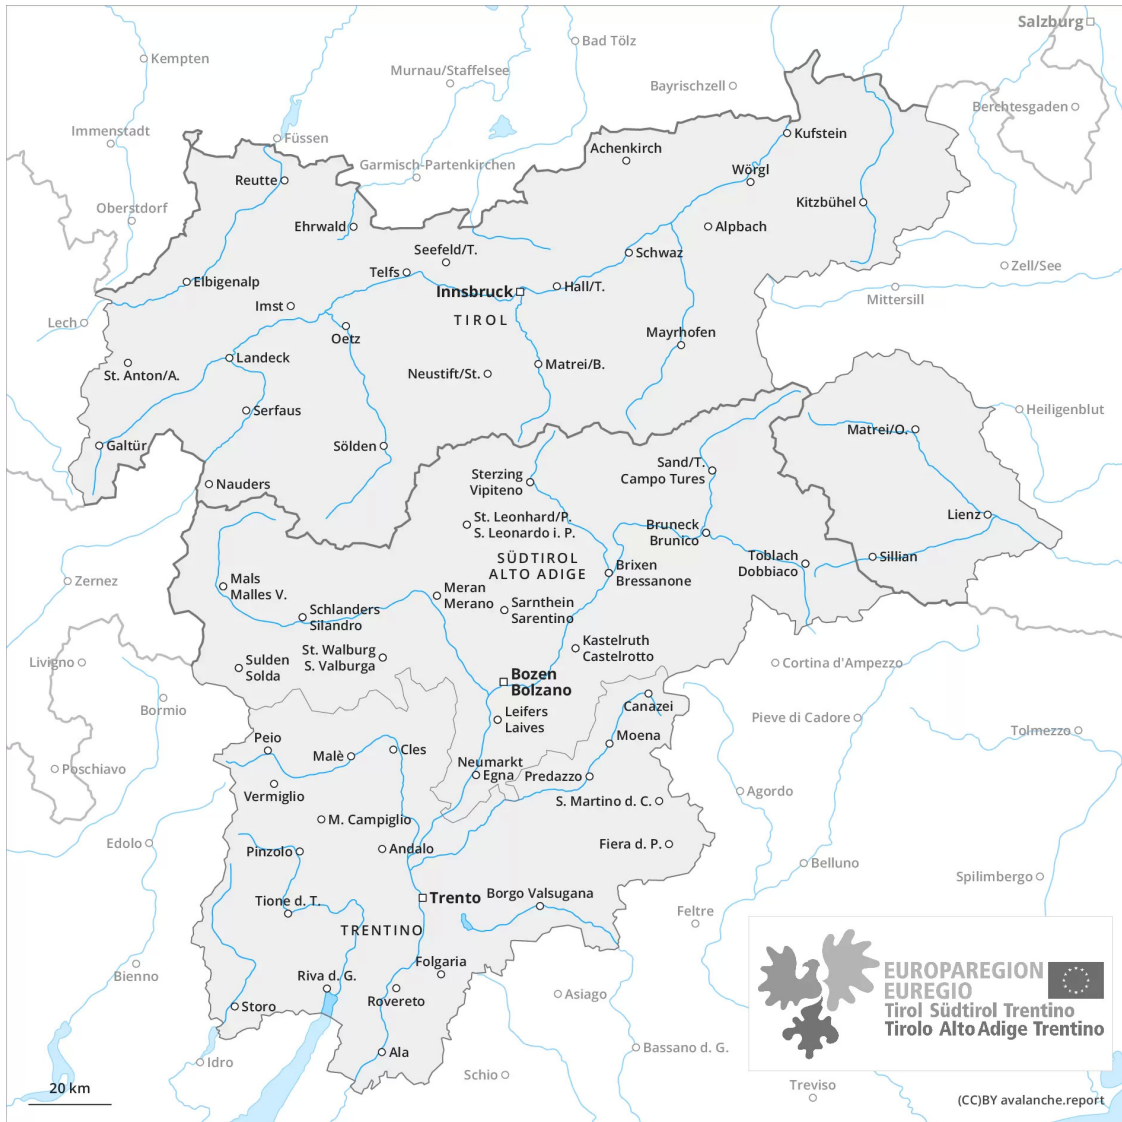 Salzburg
Bad Tölz
Kempten
Murnau/Staffelsee
Bayrischzell
Berchtesgaden
Immenstadt
Füssen
Kufstein
Achenkirch
Garmisch-Partenkirchen
Wörgl
Reutte
Kitzbühel
Oberstdorf
Ehrwald
Alpbach
Seefeld/T.
Schwaz
Zell/See
Telfs
Elbigenalp
Hall/T.
Innsbruck
Mittersill
Imst
TIROL
Lech
Oetz
Mayrhofen
Landeck
Matrei/B.
St. Anton/A.
Neustift/St.
Serfaus
Heiligenblut
Matrei/O.
Galtür
Sölden
Sand/T.
Campo Tures
Sterzing
Vipiteno
Nauders
Lienz
St. Leonhard/P.
S. Leonardo i. P.
Bruneck
Brunico
SÜDTIROL
ALTO ADIGE
Toblach
Dobbiaco
Sillian
Brixen
Bressanone
Zernez
Mals
Malles V.
Meran
Merano
Sarnthein
Sarentino
Schlanders
Silandro
Kastelruth
Castelrotto
St. Walburg
S. Valburga
Livigno
Sulden
Solda
Cortina d'Ampezzo
Bozen
Bolzano
Bormio
Canazei
Leifers
Laives
Pieve di Cadore
Tolmezzo
Peio
Moena
Malè
Cles
Neumarkt
Egna
Predazzo
Poschiavo
Vermiglio
Agordo
S. Martino d. C.
M. Campiglio
Edolo
Fiera d. P.
Pinzolo
Andalo
Belluno
Spilimbergo
Trento
Borgo Valsugana
Tione d. T.
Feltre
TRENTINO
Folgaria
Bienno
Riva d. G.
Rovereto
Asiago
Storo
EUROPAREGION
EUREGIO
Tirol Südtirol Trentino
Tirolo Alto Adige Trentino
Ala
Bassano d. G.
Idro
Schio
Treviso
20 km
(CC)BY avalanche.report